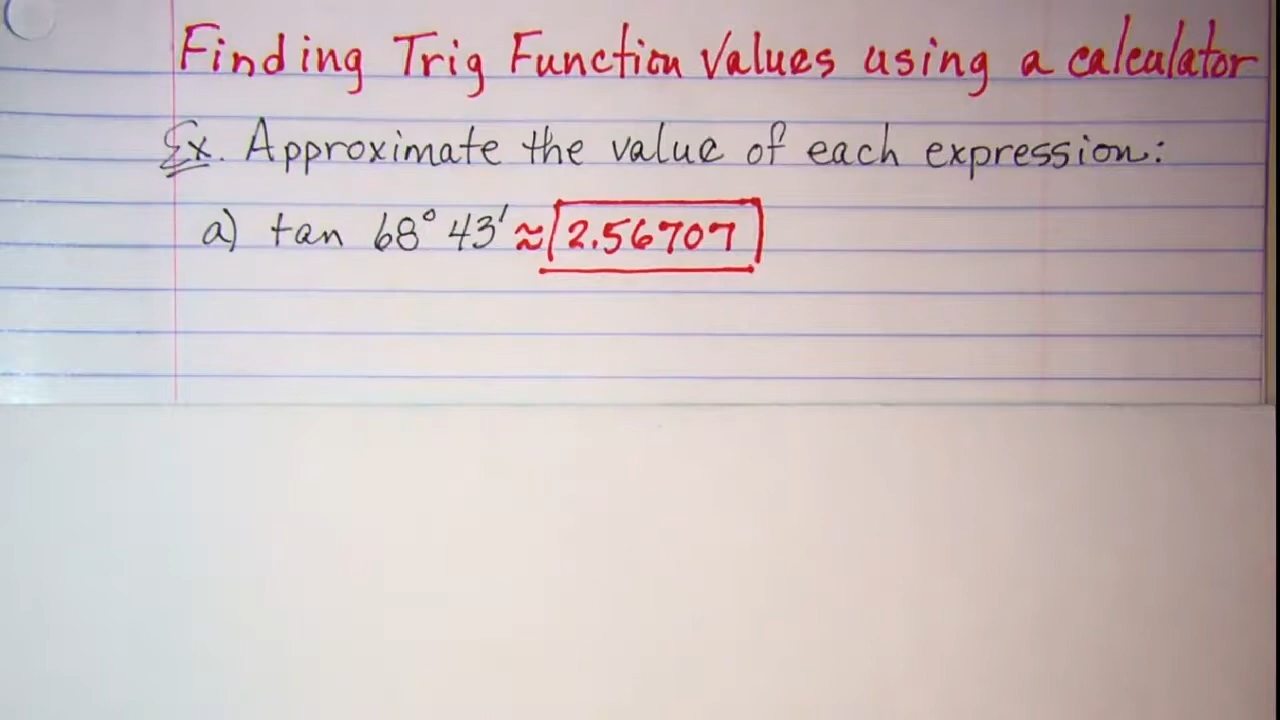 Finding Trig Function Values using a calculator
Ex. Approximate the value of each expression:
a) tan 68° 43' ≈ 2.56707